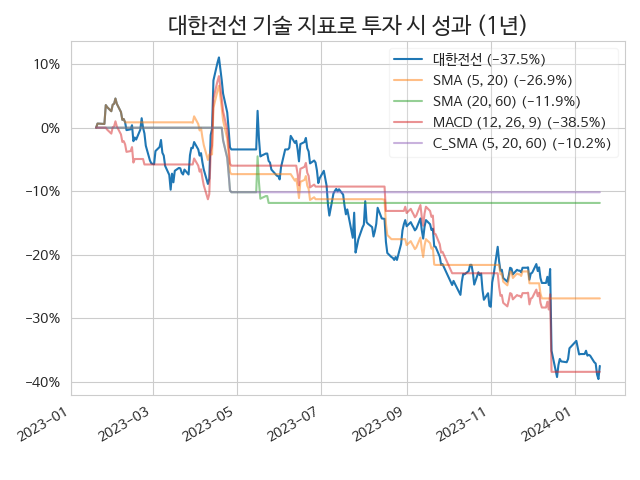 대한전선 기술 지표로 투자 시 성과 (1년)
대한전선 (−37.5%)
SMA (5, 20) (−26.9%)
SMA (20, 60) (−11.9%)
MACD (12, 26, 9) (−38.5%)
C_SMA (5, 20, 60) (−10.2%)
10%
0%
−10%
−20%
−30%
−40%
2023−01
2023−03
2023−05
2023−07
2023−09
2023−11
2024−01